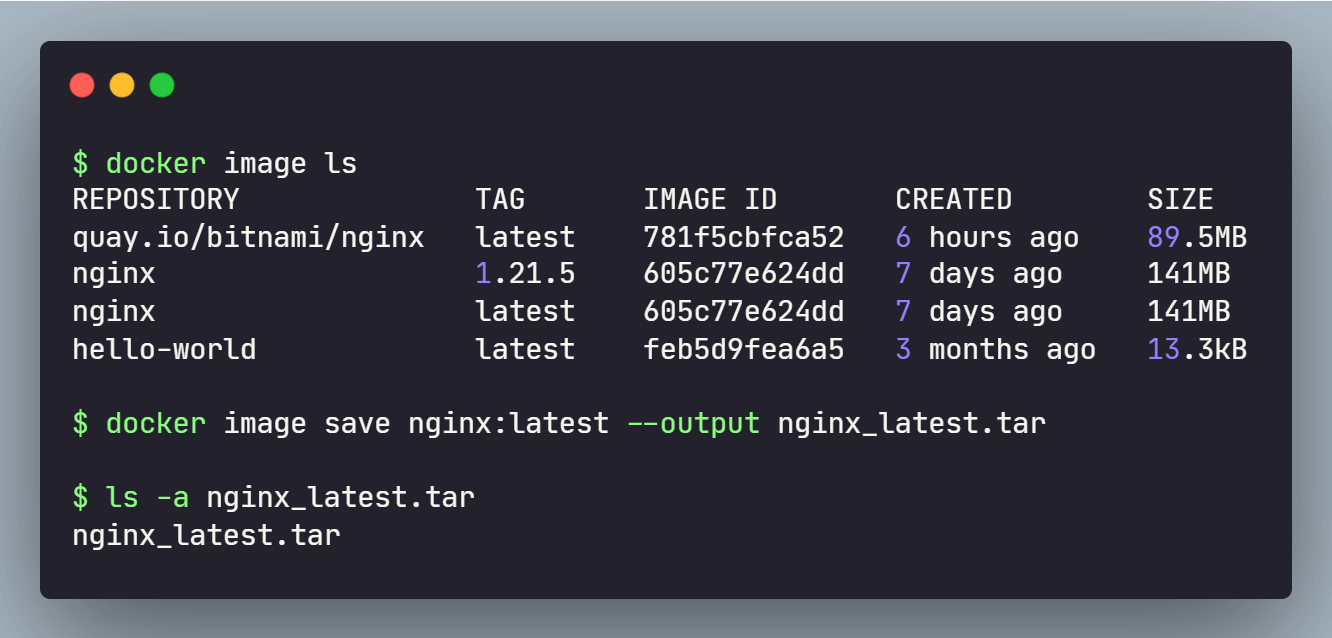 $ docker image ls
REPOSITORY              TAG       IMAGE ID       CREATED        SIZE
quay.io/bitnami/nginx   latest    781f5cbfca52   6 hours ago    89.5MB
nginx                   1.21.5    605c77e624dd   7 days ago     141MB
nginx                   latest    605c77e624dd   7 days ago     141MB
hello-world             latest    feb5d9fea6a5   3 months ago   13.3kB
$ docker image save nginx:latest --output nginx_latest.tar
$ ls -a nginx_latest.tar
nginx_latest.tar